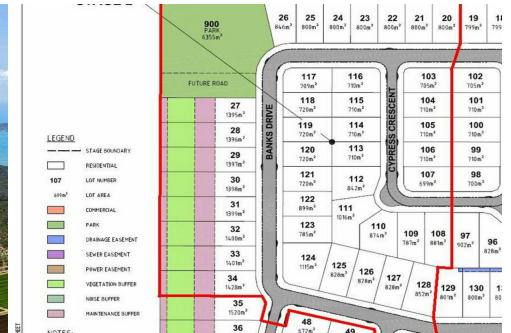 900
PARK
6355m²
FUTURE ROAD
26
846m²
25
800m²
24
800m²
23
800m²
22
800m²
21
800m²
20
800m²
19
BANKS DRIVE
CYPRESS CRESCENT
117
709m²
116
710m²
103
705m²
102
705m²
118
720m²
115
710m²
104
710m²
101
710m²
119
720m²
114
710m²
105
710m²
100
710m²
120
720m²
113
710m²
106
710m²
99
710m²
121
720m²
112
842m²
107
699m²
98
700m²
122
899m²
111
1016m²
123
785m²
110
874m²
109
787m²
108
881m²
97
902m²
96
828m²
124
1115m²
125
828m²
126
828m²
127
828m²
128
852m²
129
801m²
130
800m²
27
1395m²
28
1396m²
29
1397m²
30
1398m²
31
1399m²
32
1400m²
33
1401m²
34
1428m²
35
1520m²
36
48
672m²
49
LEGEND
STAGE BOUNDARY
RESIDENTIAL
107 LOT NUMBER
699m² LOT AREA
COMMERCIAL
PARK
DRAINAGE EASEMENT
SEWER EASEMENT
POWER EASEMENT
VEGETATION BUFFER
NOISE BUFFER
MAINTENANCE BUFFER
NOTES: